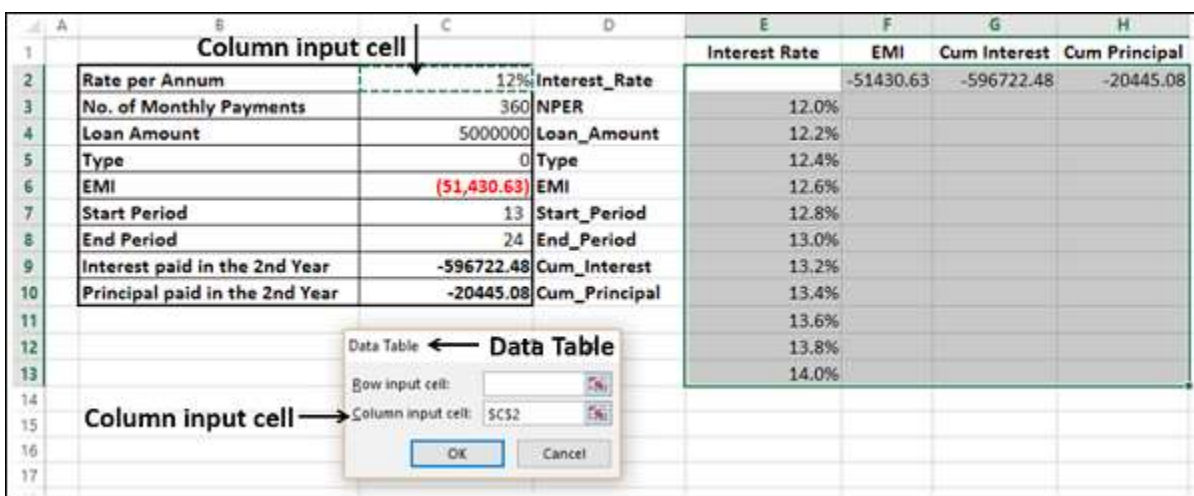 A B C D E F G H
1 Column input cell Interest Rate EMI Cum Interest Cum Principal
2 Rate per Annum 12% Interest_Rate -51430.63 -596722.48 -20445.08
3 No. of Monthly Payments 360 NPER 12.0%
4 Loan Amount 5000000 Loan_Amount 12.2%
5 Type 0 Type 12.4%
6 EMI (51,430.63) EMI 12.6%
7 Start Period 13 Start_Period 12.8%
8 End Period 24 End_Period 13.0%
9 Interest paid in the 2nd Year -596722.48 Cum_Interest 13.2%
10 Principal paid in the 2nd Year -20445.08 Cum_Principal 13.4%
11 13.6%
12 Data Table Data Table 13.8%
13 Row input cell: 14.0%
14
15 Column input cell Column input cell: $C$2
16 OK Cancel
17